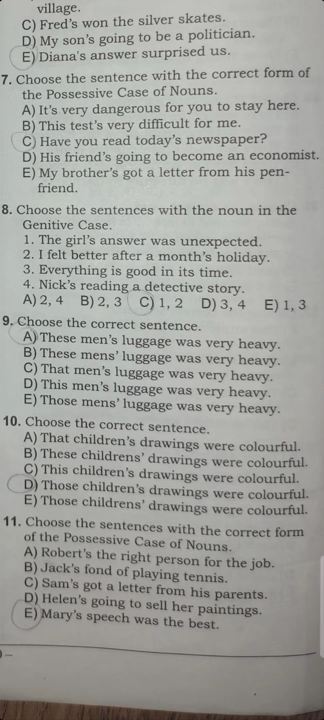 village.
C) Fred's won the silver skates.
D) My son's going to be a politician.
E) Diana's answer surprised us.
7. Choose the sentence with the correct form of
the Possessive Case of Nouns.
A) It's very dangerous for you to stay here.
B) This test's very difficult for me.
C) Have you read today's newspaper?
D) His friend's going to become an economist.
E) My brother's got a letter from his pen-
friend.
8. Choose the sentences with the noun in the
Genitive Case.
1. The girl's answer was unexpected.
2. I felt better after a month's holiday.
3. Everything is good in its time.
4. Nick's reading a detective story.
A) 2, 4 B) 2, 3 C) 1, 2 D) 3, 4 E) 1, 3
9. Choose the correct sentence.
A) These men's luggage was very heavy.
B) These mens' luggage was very heavy.
C) That men's luggage was very heavy.
D) This men's luggage was very heavy.
E) Those mens' luggage was very heavy.
10. Choose the correct sentence.
A) That children's drawings were colourful.
B) These childrens' drawings were colourful.
C) This children's drawings were colourful.
D) Those children's drawings were colourful.
E) Those childrens' drawings were colourful.
11. Choose the sentences with the correct form
of the Possessive Case of Nouns.
A) Robert's the right person for the job.
B) Jack's fond of playing tennis.
C) Sam's got a letter from his parents.
D) Helen's going to sell her paintings.
E) Mary's speech was the best.